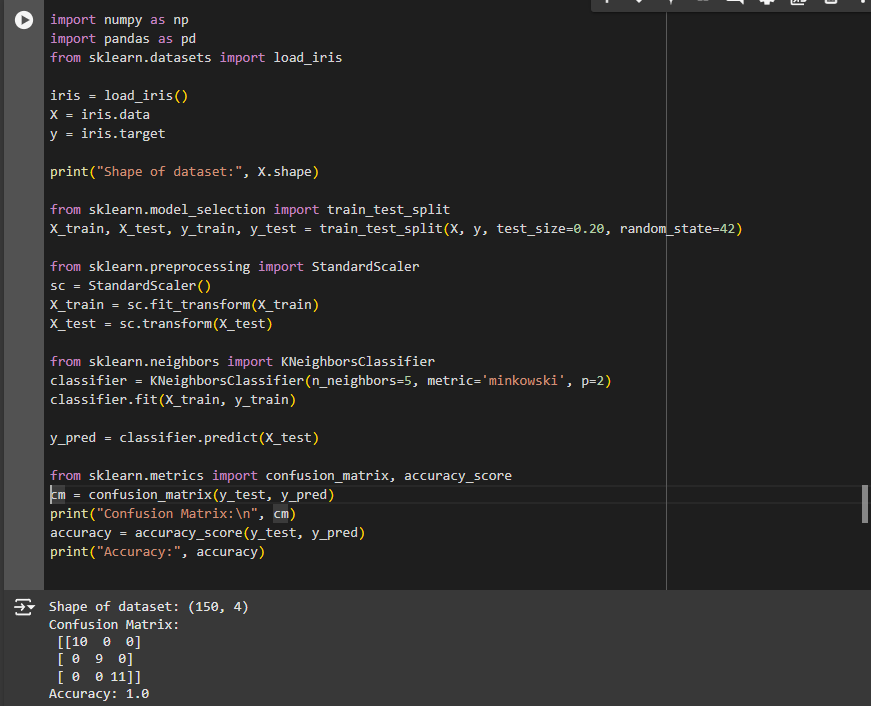 import numpy as np
import pandas as pd
from sklearn.datasets import load_iris
iris = load_iris()
X = iris.data
y = iris.target
print("Shape of dataset:", X.shape)
from sklearn.model_selection import train_test_split
X_train, X_test, y_train, y_test = train_test_split(X, y, test_size=0.20, random_state=42)
from sklearn.preprocessing import StandardScaler
sc = StandardScaler()
X_train = sc.fit_transform(X_train)
X_test = sc.transform(X_test)
from sklearn.neighbors import KNeighborsClassifier
classifier = KNeighborsClassifier(n_neighbors=5, metric='minkowski', p=2)
classifier.fit(X_train, y_train)
y_pred = classifier.predict(X_test)
from sklearn.metrics import confusion_matrix, accuracy_score
cm = confusion_matrix(y_test, y_pred)
print("Confusion Matrix:\n", cm)
accuracy = accuracy_score(y_test, y_pred)
print("Accuracy:", accuracy)
Shape of dataset: (150, 4)
Confusion Matrix:
[[10  0  0]
[ 0  9  0]
[ 0  0 11]]
Accuracy: 1.0